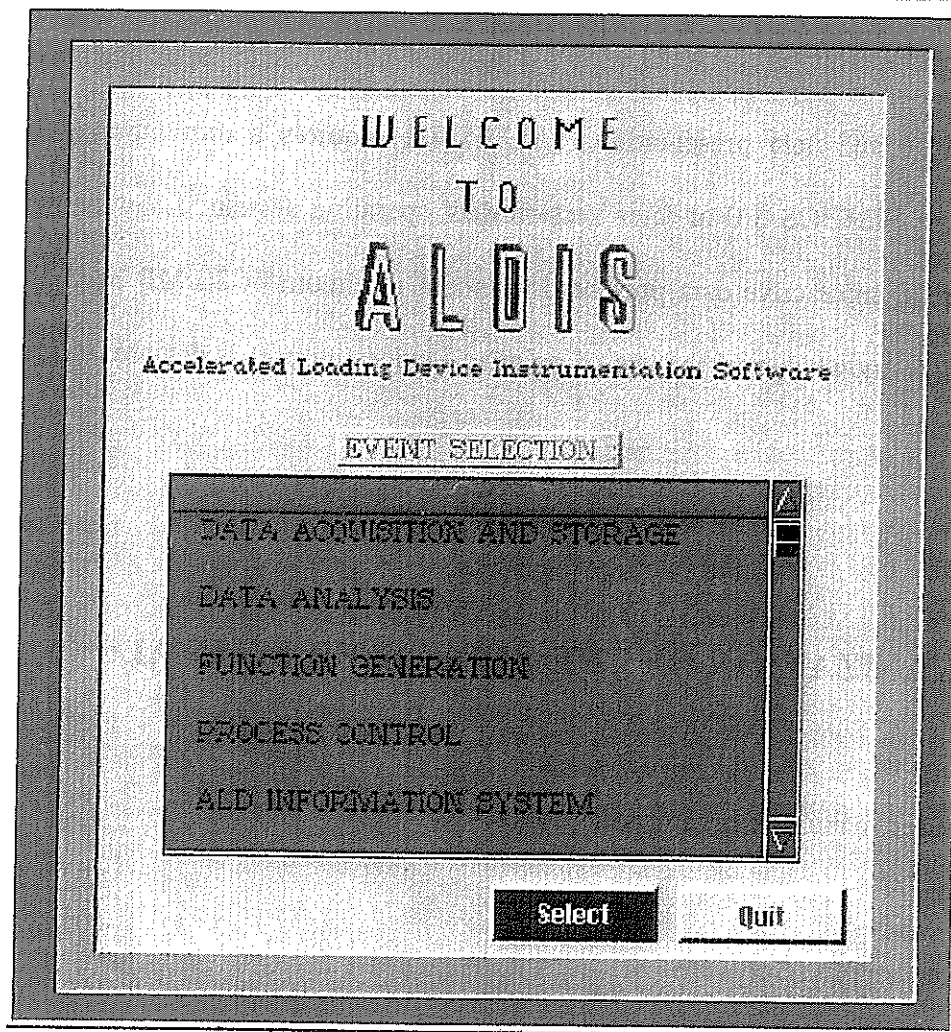 WELCOME
TO
ALDIS
Accelerated Loading Device Instrumentation Software
EVENT SELECTION
DATA ACQUISITION AND STORAGE
DATA ANALYSIS
FUNCTION GENERATION
PROCESS CONTROL
ALD INFORMATION SYSTEM
Select Quit